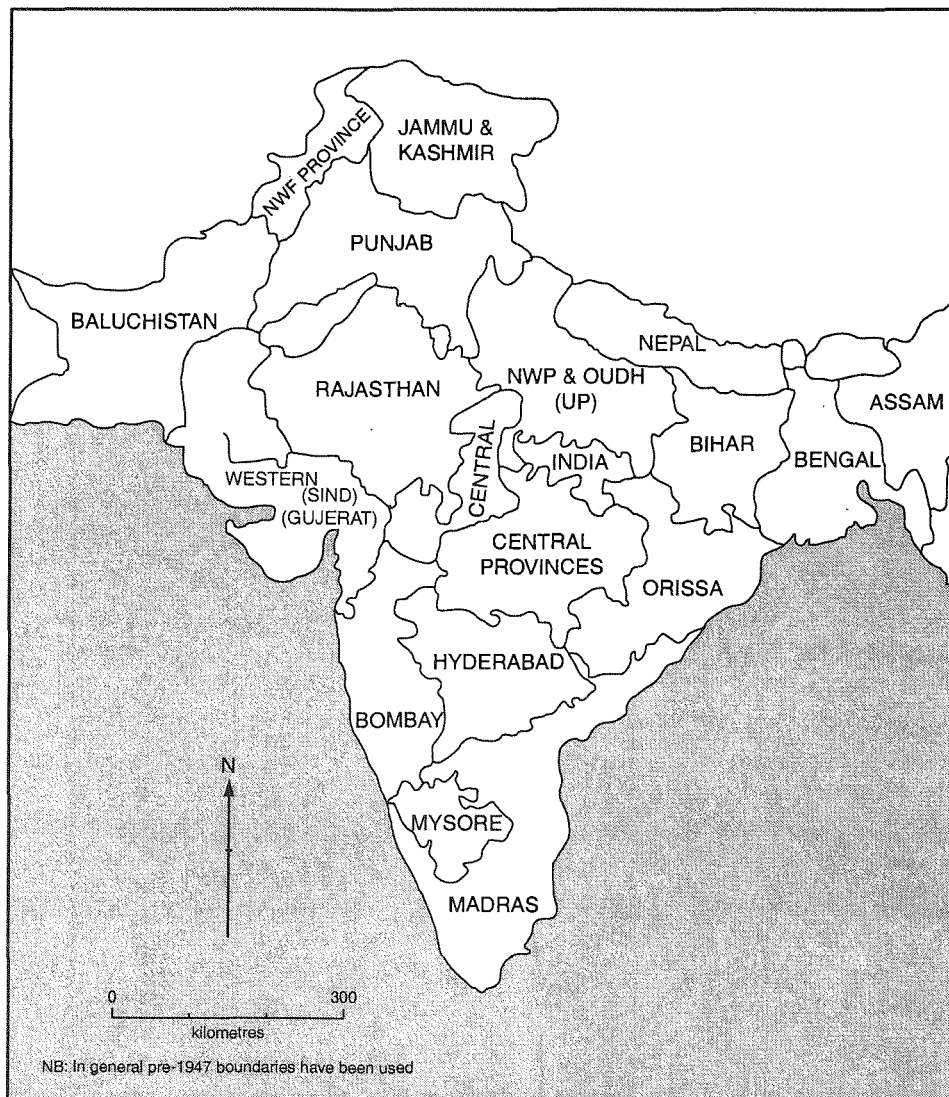 JAMMU &
KASHMIR
NWF PROVINCE
PUNJAB
BALUCHISTAN
NEPAL
RAJASTHAN
NWP & OUDH
(UP)
ASSAM
BIHAR
BENGAL
CENTRAL
INDIA
WESTERN
(SIND)
(GUJERAT)
CENTRAL
PROVINCES
ORISSA
HYDERABAD
BOMBAY
N
MYSORE
MADRAS
0 300
kilometres
NB: In general pre-1947 boundaries have been used